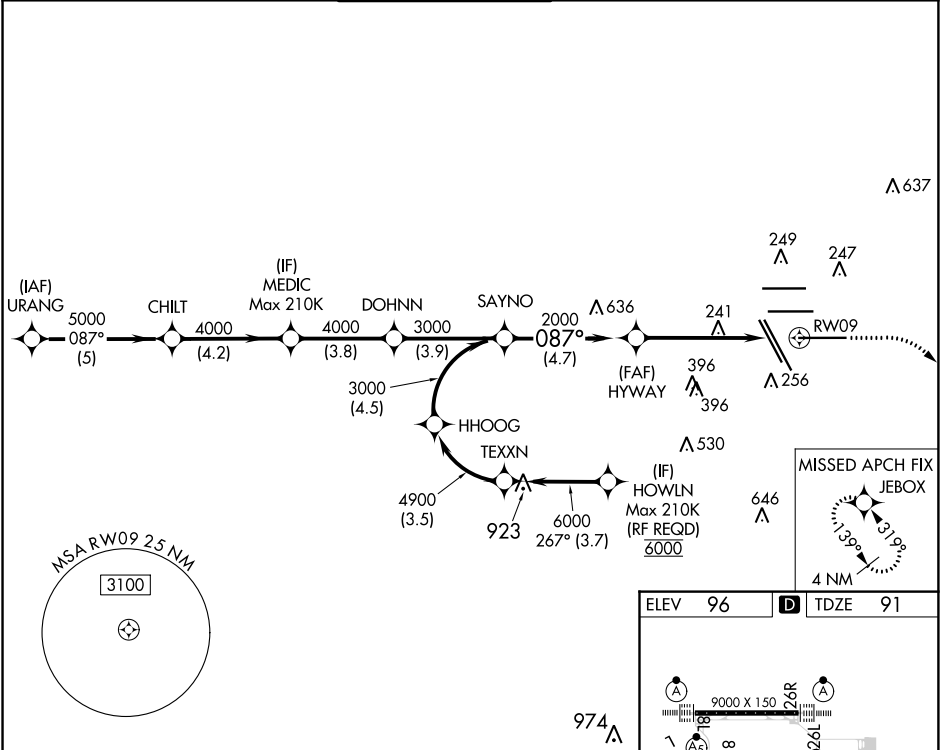 637
249
247
(IAF)
URANG
CHILT
(IF)
MEDIC
Max 210K
DOHNN
SAYNO
636
241
RW09
5000
087°
(5)
4000
(4.2)
4000
(3.8)
3000
(3.9)
2000
087°
(4.7)
(FAF)
HYWAY
396
396
256
3000
(4.5)
HHOOG
TEXXN
530
4900
(3.5)
923
6000
267° (3.7)
(IF)
HOWLN
Max 210K
(RF REQD)
6000
646
MISSED APCH FIX
JEBOX
139°
319°
4 NM
MSA RW09 25 NM
3100
ELEV 96
D
TDZE 91
A
A
9000 X 150
26R
26L
18L
8
A5
974